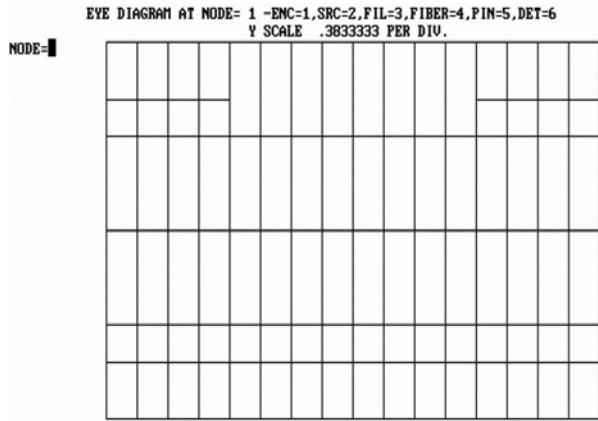 EYE DIAGRAM AT NODE= 1 -ENC=1,SRC=2,FIL=3,FIBER=4,PIN=5,DET=6
Y SCALE .3833333 PER DIV.
NODE=